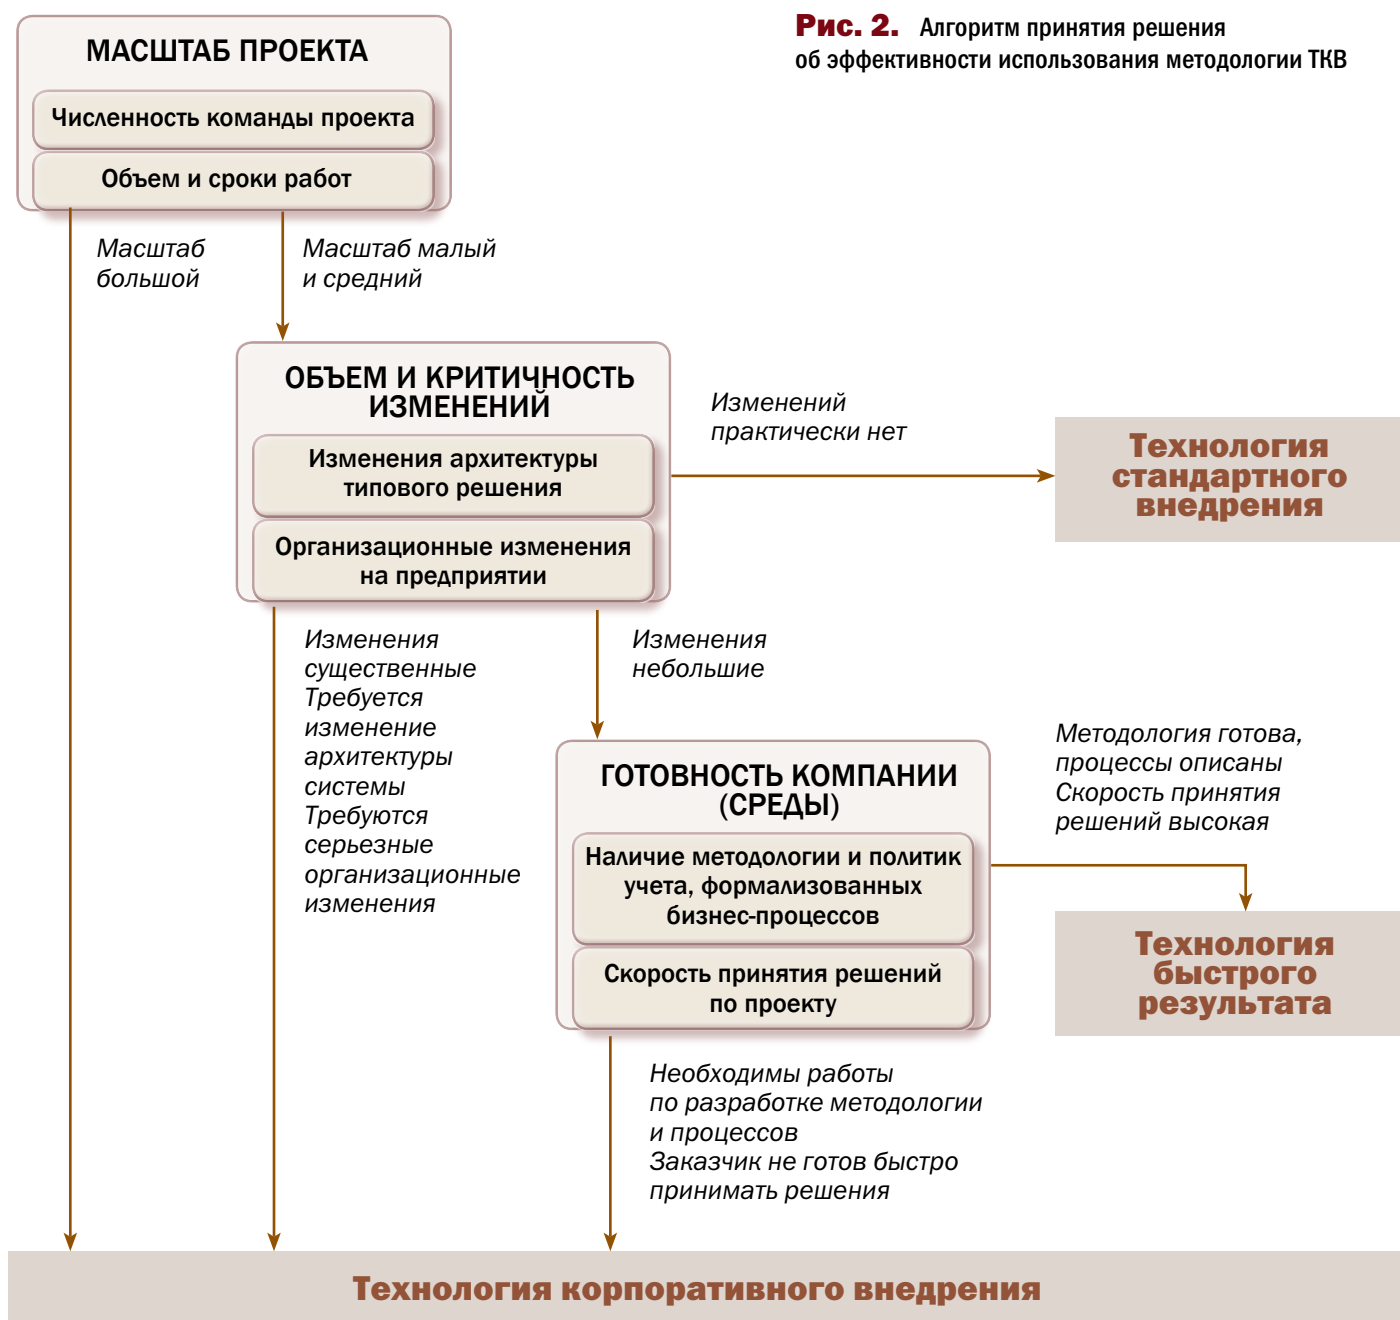 Рис. 2. Алгоритм принятия решения
об эффективности использования методологии ТКВ
МАСШТАБ ПРОЕКТА
Численность команды проекта
Объем и сроки работ
Масштаб
большой
Масштаб малый
и средний
ОБЪЕМ И КРИТИЧНОСТЬ
ИЗМЕНЕНИЙ
Изменения архитектуры
типового решения
Организационные изменения
на предприятии
Изменений
практически нет
Технология
стандартного
внедрения
Изменения
существенные
Требуется
изменение
архитектуры
системы
Требуются
серьезные
организационные
изменения
Изменения
небольшие
ГОТОВНОСТЬ КОМПАНИИ
(СРЕДЫ)
Наличие методологии и политик
учета, формализованных
бизнес-процессов
Скорость принятия решений
по проекту
Методология готова,
процессы описаны
Скорость принятия
решений высокая
Технология
быстрого
результата
Необходимы работы
по разработке методологии
и процессов
Заказчик не готов быстро
принимать решения
Технология корпоративного внедрения